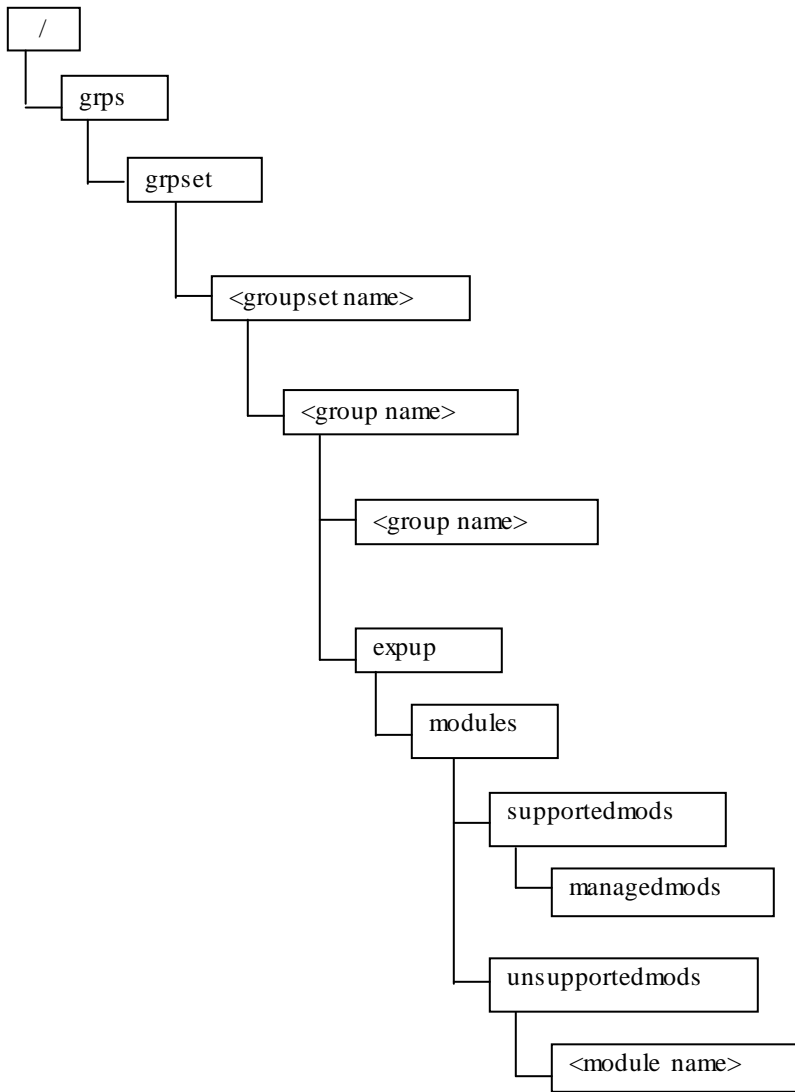 /
grps
grpset
<groupset name>
<group name>
<group name>
expup
modules
supportedmods
managedmods
unsupportedmods
<module name>